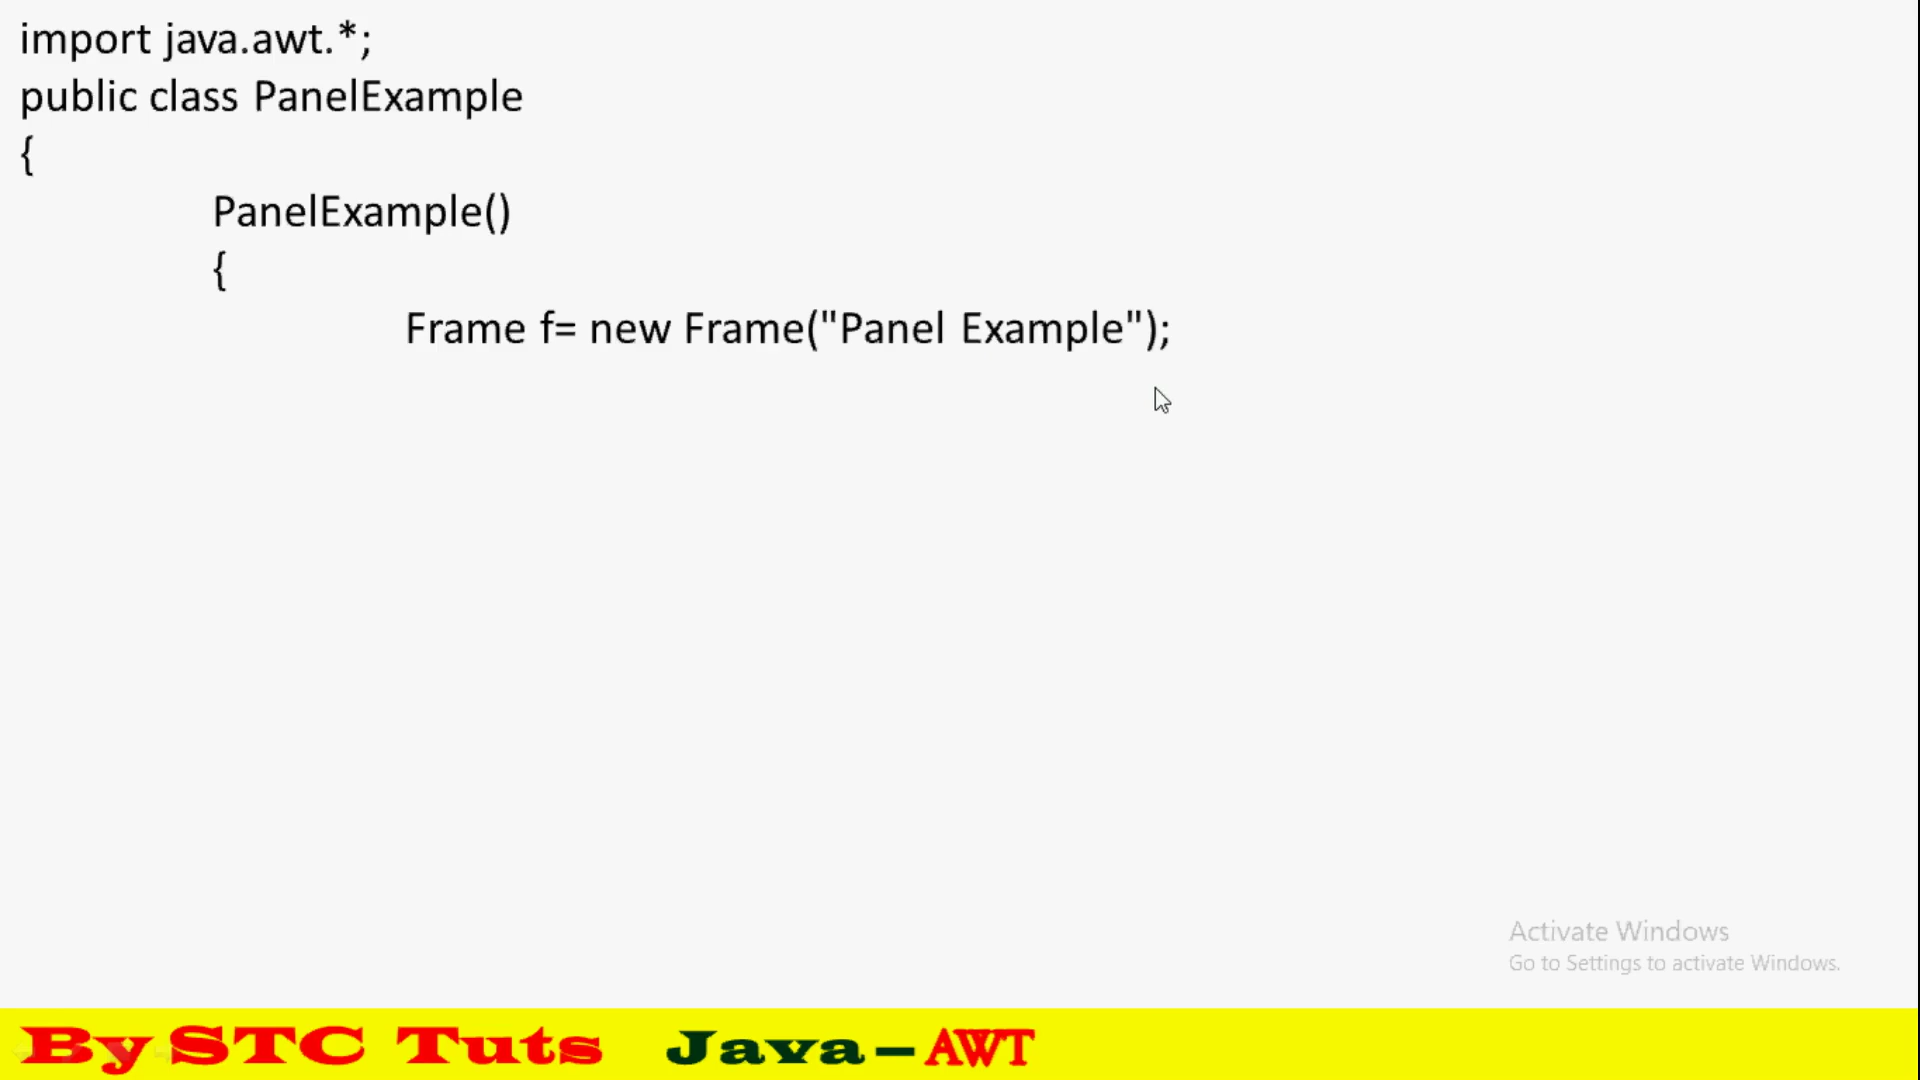 import java.awt.*;
public class PanelExample
{
PanelExample()
{
Frame f= new Frame("Panel Example");
Activate Windows
Go to Settings to activate Windows.
By STC Tuts Java-AWT